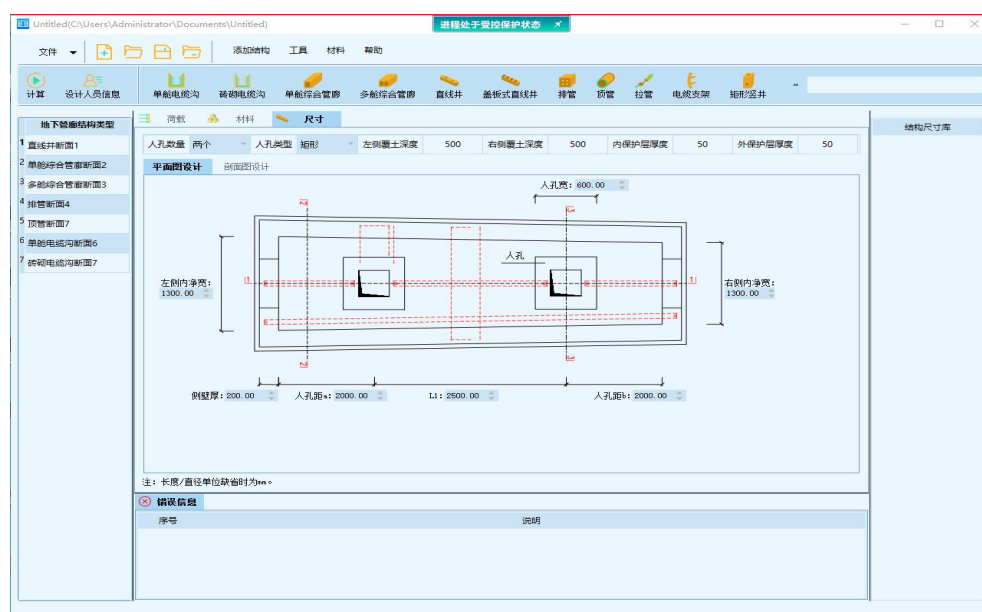 Untitled(C:\Users\Administrator\Documents\Untitled)
进程处于受控保护状态
文件
添加结构 工具 材料 帮助
计算 设计人员信息 单舱电缆沟 砖砌电缆沟 单舱综合管廊 多舱综合管廊 直线井 盖板式直线井 排管 顶管 拉管 电缆支架 矩形竖井
地下管廊结构类型
1 直线井断面1
2 单舱综合管廊断面2
3 多舱综合管廊断面3
4 排管断面4
5 顶管断面7
6 单舱电缆沟断面6
7 砖砌电缆沟断面7
荷载 材料 尺寸
人孔数量 两个 人孔类型 矩形 左侧覆土深度 500 右侧覆土深度 500 内保护层厚度 50 外保护层厚度 50
平面图设计 剖面图设计
人孔宽: 600.00
2
3
人孔
左侧内净宽:
1300.00
1
1
右侧内净宽:
1300.00
2
3
侧壁厚: 200.00 人孔距a: 2000.00 L1: 2500.00 人孔距b: 2000.00
注: 长度/直径单位缺省时为mm。
错误信息
序号 说明
结构尺寸库